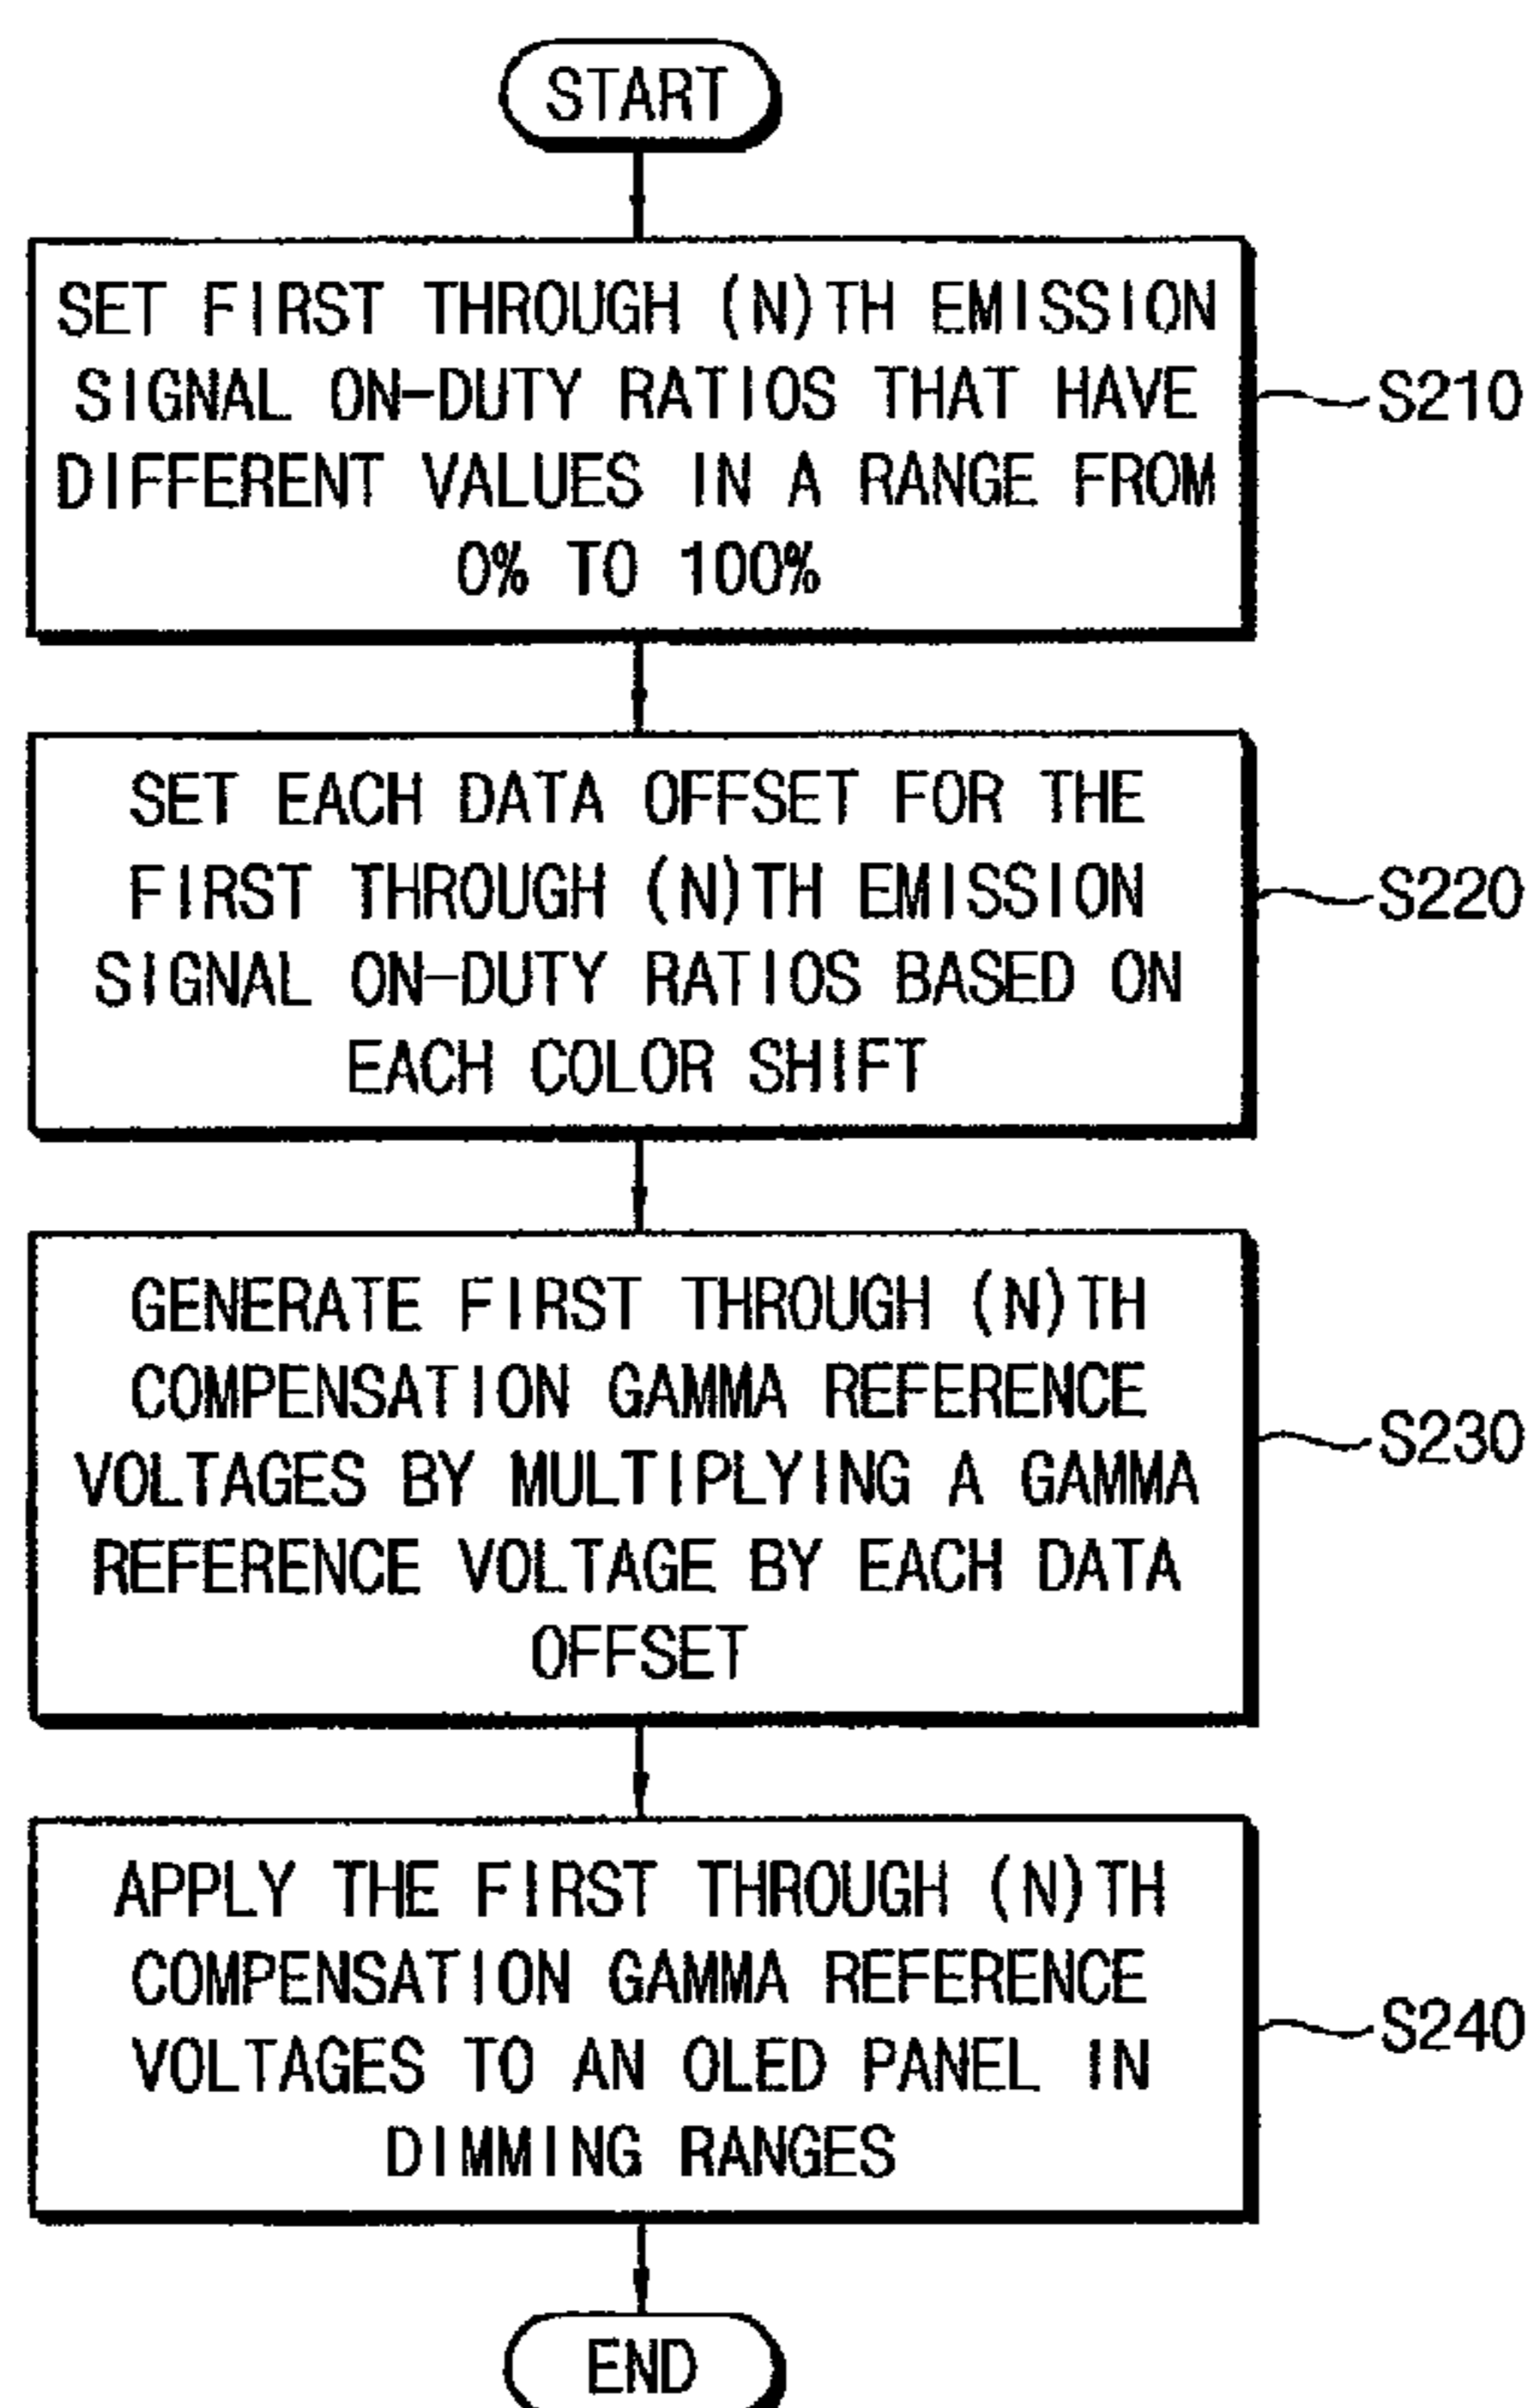 START
SET FIRST THROUGH (N)TH EMISSION
SIGNAL ON-DUTY RATIOS THAT HAVE
DIFFERENT VALUES IN A RANGE FROM
0% TO 100%
S210
SET EACH DATA OFFSET FOR THE
FIRST THROUGH (N)TH EMISSION
SIGNAL ON-DUTY RATIOS BASED ON
EACH COLOR SHIFT
S220
GENERATE FIRST THROUGH (N)TH
COMPENSATION GAMMA REFERENCE
VOLTAGES BY MULTIPLYING A GAMMA
REFERENCE VOLTAGE BY EACH DATA
OFFSET
S230
APPLY THE FIRST THROUGH (N)TH
COMPENSATION GAMMA REFERENCE
VOLTAGES TO AN OLED PANEL IN
DIMMING RANGES
S240
END